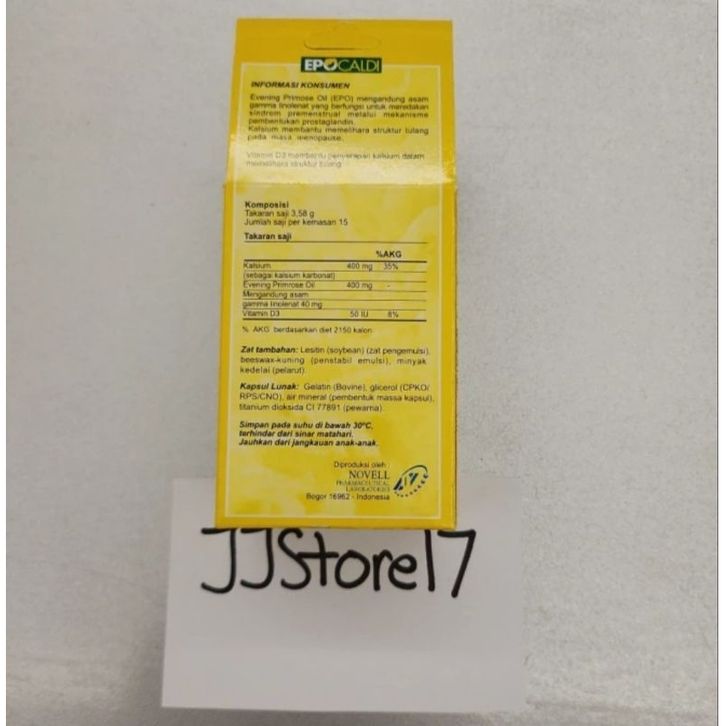 EPOCALDI
INFORMASI KONSUMEN
Evening Primose Oil (EPO) mengandung asam
gamma linolenat yang berfungsi untuk meredakan
sindrom premenstrual melalui mekanisme
pembentukan prostaglandin.
Kalsium membantu memelihara struktur tulang
pada masa menopause.
Vitamin D3 membantu penyerapan kalsium dalam
memelihara struktur tulang
Komposisi
Takaran saji 3,58 g
Jumlah saji per kemasan 15
Takaran saji
%AKG
Kalsium 400 mg 35%
(sebagai kalsium karbonat)
Evening Primrose Oil 400 mg -
Mengandung asam
gamma linolenat 40 mg
Vitamin D3 50 IU 8%
% AKG berdasarkan diet 2150 kalori
Zat tambahan: Lesitin (soybean) (zat pengemulsi),
beeswax-kuning (penstabil emulsi), minyak
kedelai (pelarut).
Kapsul Lunak: Gelatin (Bovine), gliserol (CPKO/
RPS/CNO), air mineral (pembentuk massa kapsul),
titanium dioksida CI 77891 (pewarna).
Simpan pada suhu di bawah 30°C,
terhindar dari sinar matahari.
Jauhkan dari jangkauan anak-anak.
Diproduksi oleh :
NOVELL
PHARMACEUTICAL
LABORATORIES
Bogor 16962 - Indonesia
JJStore17